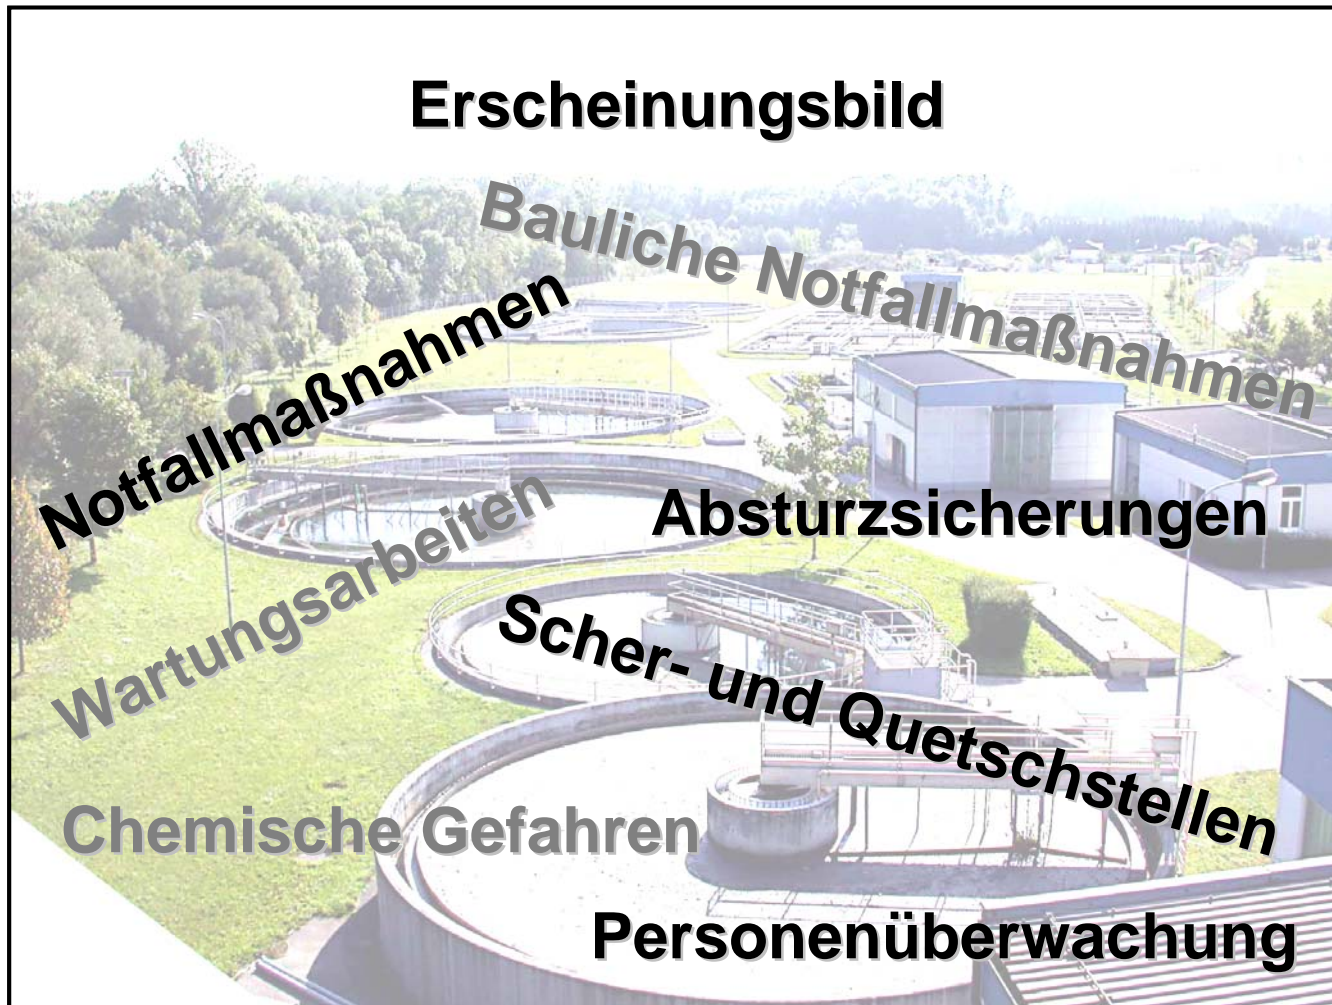 Erscheinungsbild
Bauliche Notfallmaßnahmen
Notfallmaßnahmen
Absturzsicherungen
Wartungsarbeiten
Scher- und Quetschstellen
Chemische Gefahren
Personenüberwachung